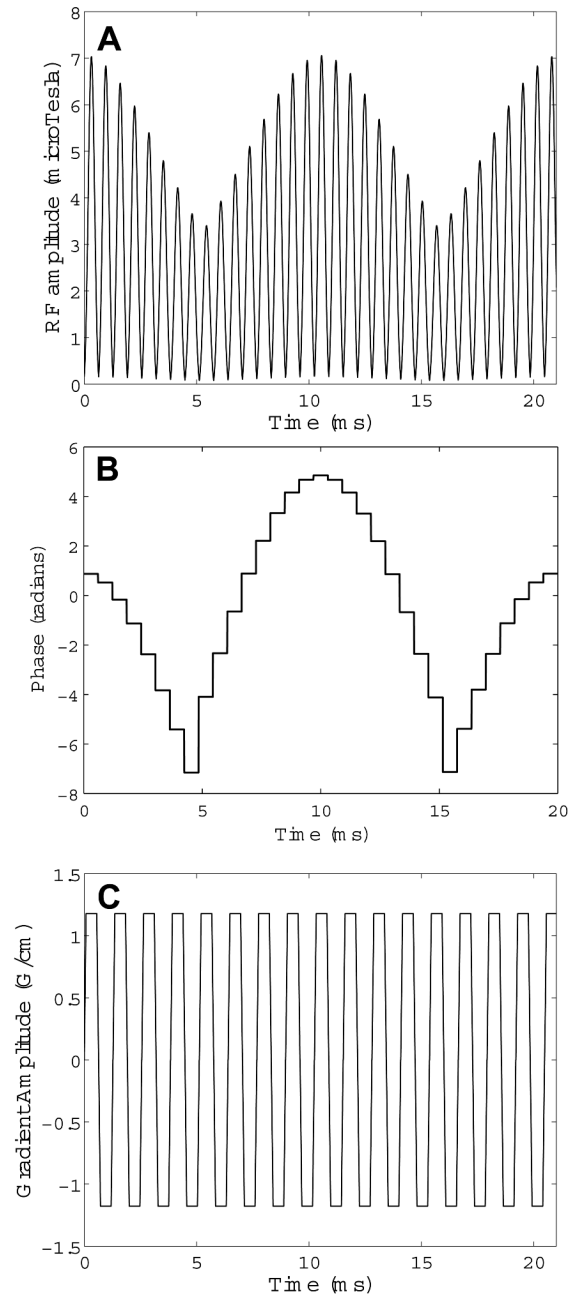 A
8
7
6
5
4
3
2
1
0
RF amplitude (microTesla)
0 5 10 15 20
Time (ms)
B
6
4
2
0
-2
-4
-6
-8
Phase (radians)
0 5 10 15 20
Time (ms)
C
1.5
1
0.5
0
-0.5
-1
-1.5
Gradient Amplitude (G/cm)
0 5 10 15 20
Time (ms)